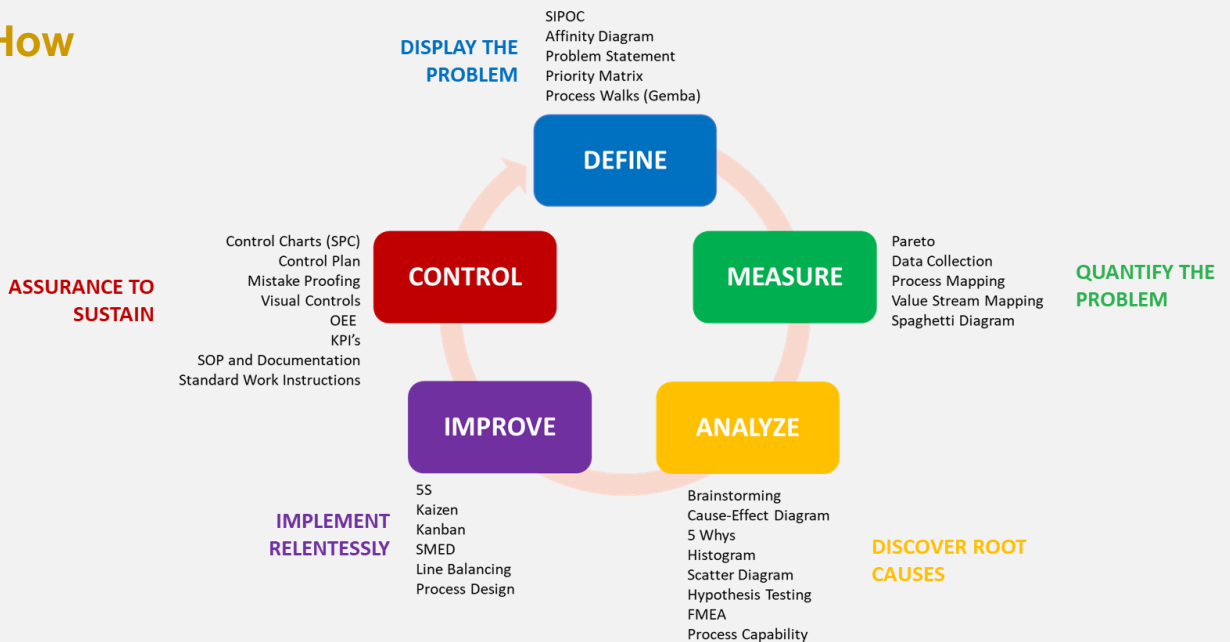 How
DISPLAY THE
PROBLEM
SIPOC
Affinity Diagram
Problem Statement
Priority Matrix
Process Walks (Gemba)
DEFINE
MEASURE
Pareto
Data Collection
Process Mapping
Value Stream Mapping
Spaghetti Diagram
QUANTIFY THE
PROBLEM
ANALYZE
Brainstorming
Cause-Effect Diagram
5 Whys
Histogram
Scatter Diagram
Hypothesis Testing
FMEA
Process Capability
DISCOVER ROOT
CAUSES
IMPROVE
5S
Kaizen
Kanban
SMED
Line Balancing
Process Design
IMPLEMENT
RELENTLESSLY
CONTROL
Control Charts (SPC)
Control Plan
Mistake Proofing
Visual Controls
OEE
KPI's
SOP and Documentation
Standard Work Instructions
ASSURANCE TO
SUSTAIN